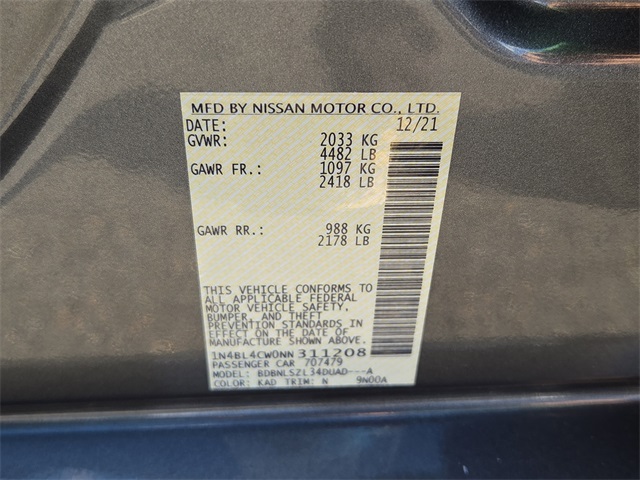 MFD BY NISSAN MOTOR CO., LTD.
DATE: 12/21
GVWR: 2033 KG
4482 LB
GAWR FR.: 1097 KG
2418 LB
GAWR RR.: 988 KG
2178 LB
THIS VEHICLE CONFORMS TO
ALL APPLICABLE FEDERAL
MOTOR VEHICLE SAFETY,
BUMPER, AND THEFT
PREVENTION STANDARDS IN
EFFECT ON THE DATE OF
MANUFACTURE SHOWN ABOVE.
1N4BL4CW0NN311208
PASSENGER CAR 707479
MODEL: BDBNLSZL34DUAD---A
COLOR: KAD TRIM: N 9N00A